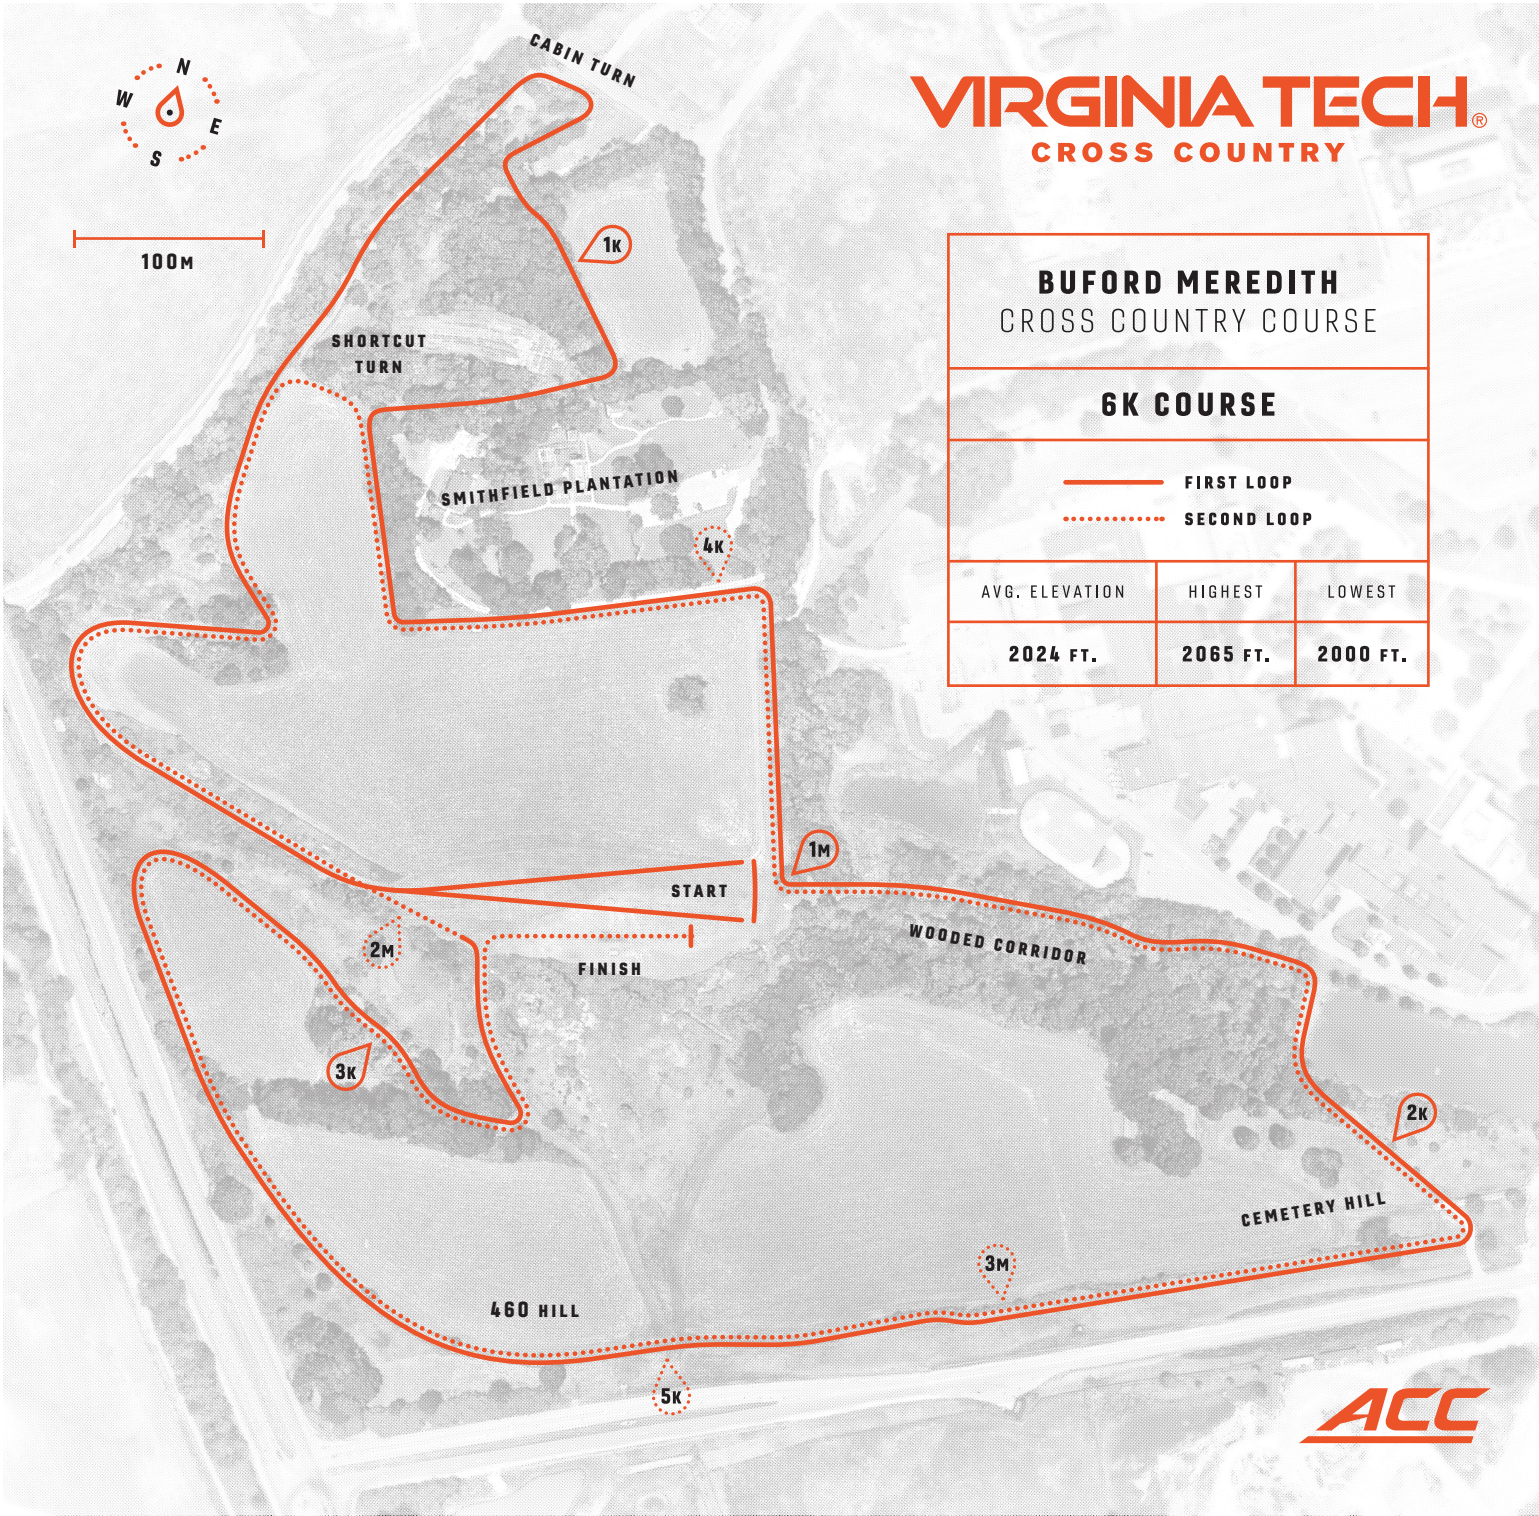 CABIN TURN
N
W
E
S
100M
VIRGINIA TECH®
CROSS COUNTRY
1K
BUFORD MEREDITH
CROSS COUNTRY COURSE
6K COURSE
FIRST LOOP
SECOND LOOP
AVG. ELEVATION
HIGHEST
LOWEST
2024 FT.
2065 FT.
2000 FT.
SHORTCUT
TURN
SMITHFIELD PLANTATION
4K
1M
START
2M
FINISH
WOODED CORRIDOR
3K
2K
CEMETERY HILL
3M
460 HILL
5K
ACC